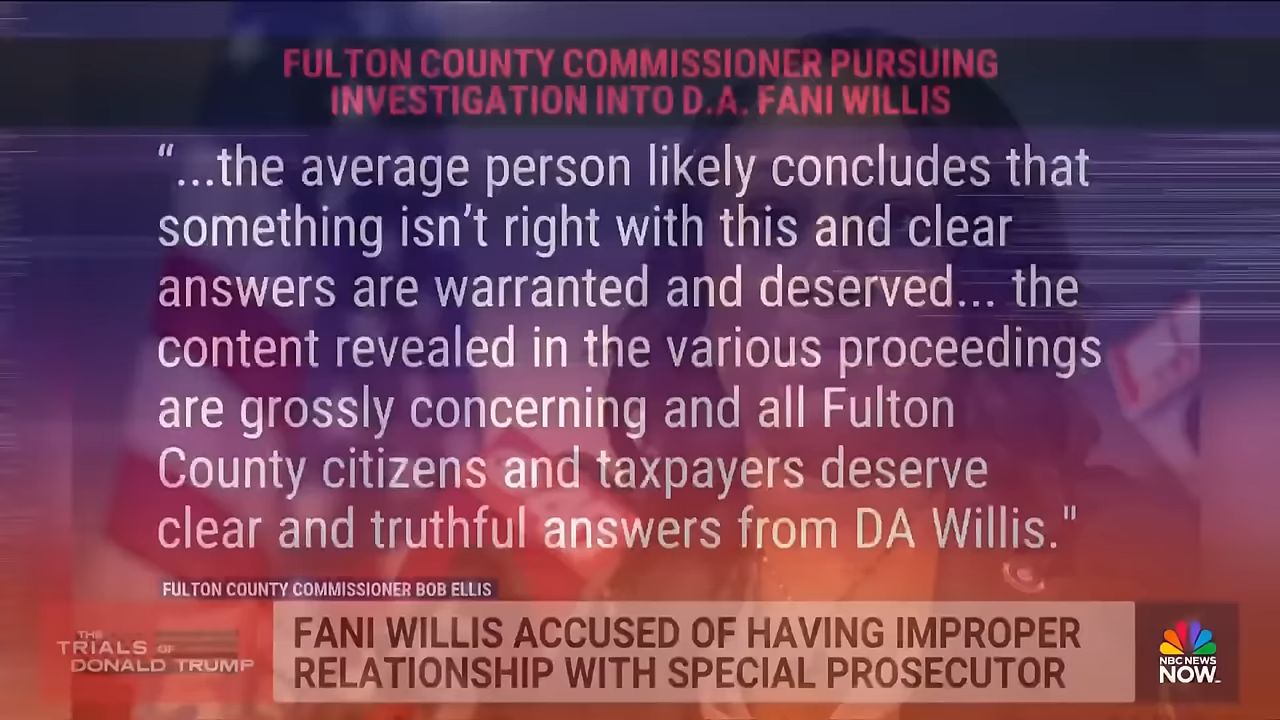 FULTON COUNTY COMMISSIONER PURSUING
INVESTIGATION INTO D.A. FANI WILLIS
“...the average person likely concludes that
something isn’t right with this and clear
answers are warranted and deserved... the
content revealed in the various proceedings
are grossly concerning and all Fulton
County citizens and taxpayers deserve
clear and truthful answers from DA Willis."
FULTON COUNTY COMMISSIONER BOB ELLIS
THE
TRIALS OF
DONALD TRUMP
FANI WILLIS ACCUSED OF HAVING IMPROPER
RELATIONSHIP WITH SPECIAL PROSECUTOR
NBC NEWS
NOW